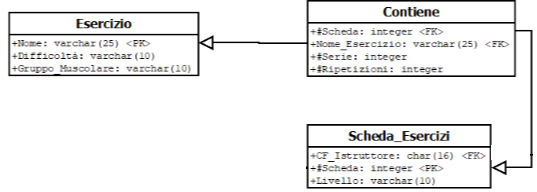 Esercizio
+Nome: varchar(25) <PK>
+Difficoltà: varchar(10)
+Gruppo_Muscolare: varchar(10)
Contiene
+#Scheda: integer <FK>
+Nome_Esercizio: varchar(25) <FK>
+#Serie: integer
+#Ripetizioni: integer
Scheda_Esercizi
+CF_Istruttore: char(16) <FK>
+#Scheda: integer <PK>
+Livello: varchar(10)